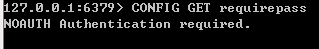 127.0.0.1:6379> CONFIG GET requirepass
NOAUTH Authentication required.